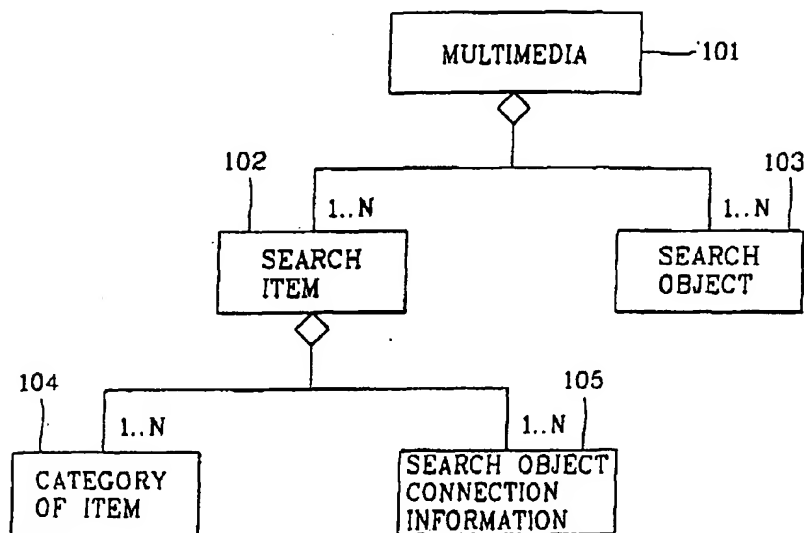 MULTIMEDIA
101
102
103
1..N
1..N
SEARCH
ITEM
SEARCH
OBJECT
104
105
1..N
1..N
CATEGORY
OF ITEM
SEARCH OBJECT
CONNECTION
INFORMATION